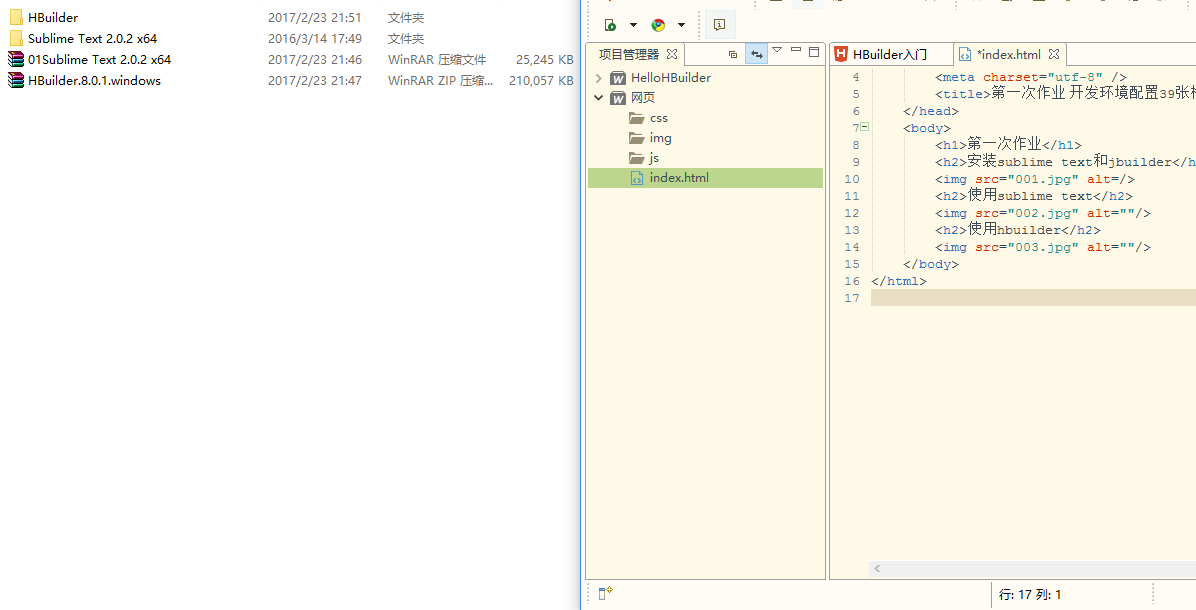 HBuilder 2017/2/23 21:51 文件夹
Sublime Text 2.0.2 x64 2016/3/14 17:49 文件夹
01Sublime Text 2.0.2 x64 2017/2/23 21:46 WinRAR 压缩文件 25,245 KB
HBuilder.8.0.1.windows 2017/2/23 21:47 WinRAR ZIP 压缩... 210,057 KB
项目管理器
HelloHBuilder
网页
css
img
js
index.html
HBuilder入门 *index.html
4 <meta charset="utf-8" />
5 <title>第一次作业 开发环境配置39张
6 </head>
7 <body>
8 <h1>第一次作业</h1>
9 <h2>安装sublime text和jbuilder</h
10 <img src="001.jpg" alt=/>
11 <h2>使用sublime text</h2>
12 <img src="002.jpg" alt=""/>
13 <h2>使用hbuilder</h2>
14 <img src="003.jpg" alt=""/>
15 </body>
16 </html>
17
行: 17 列: 1